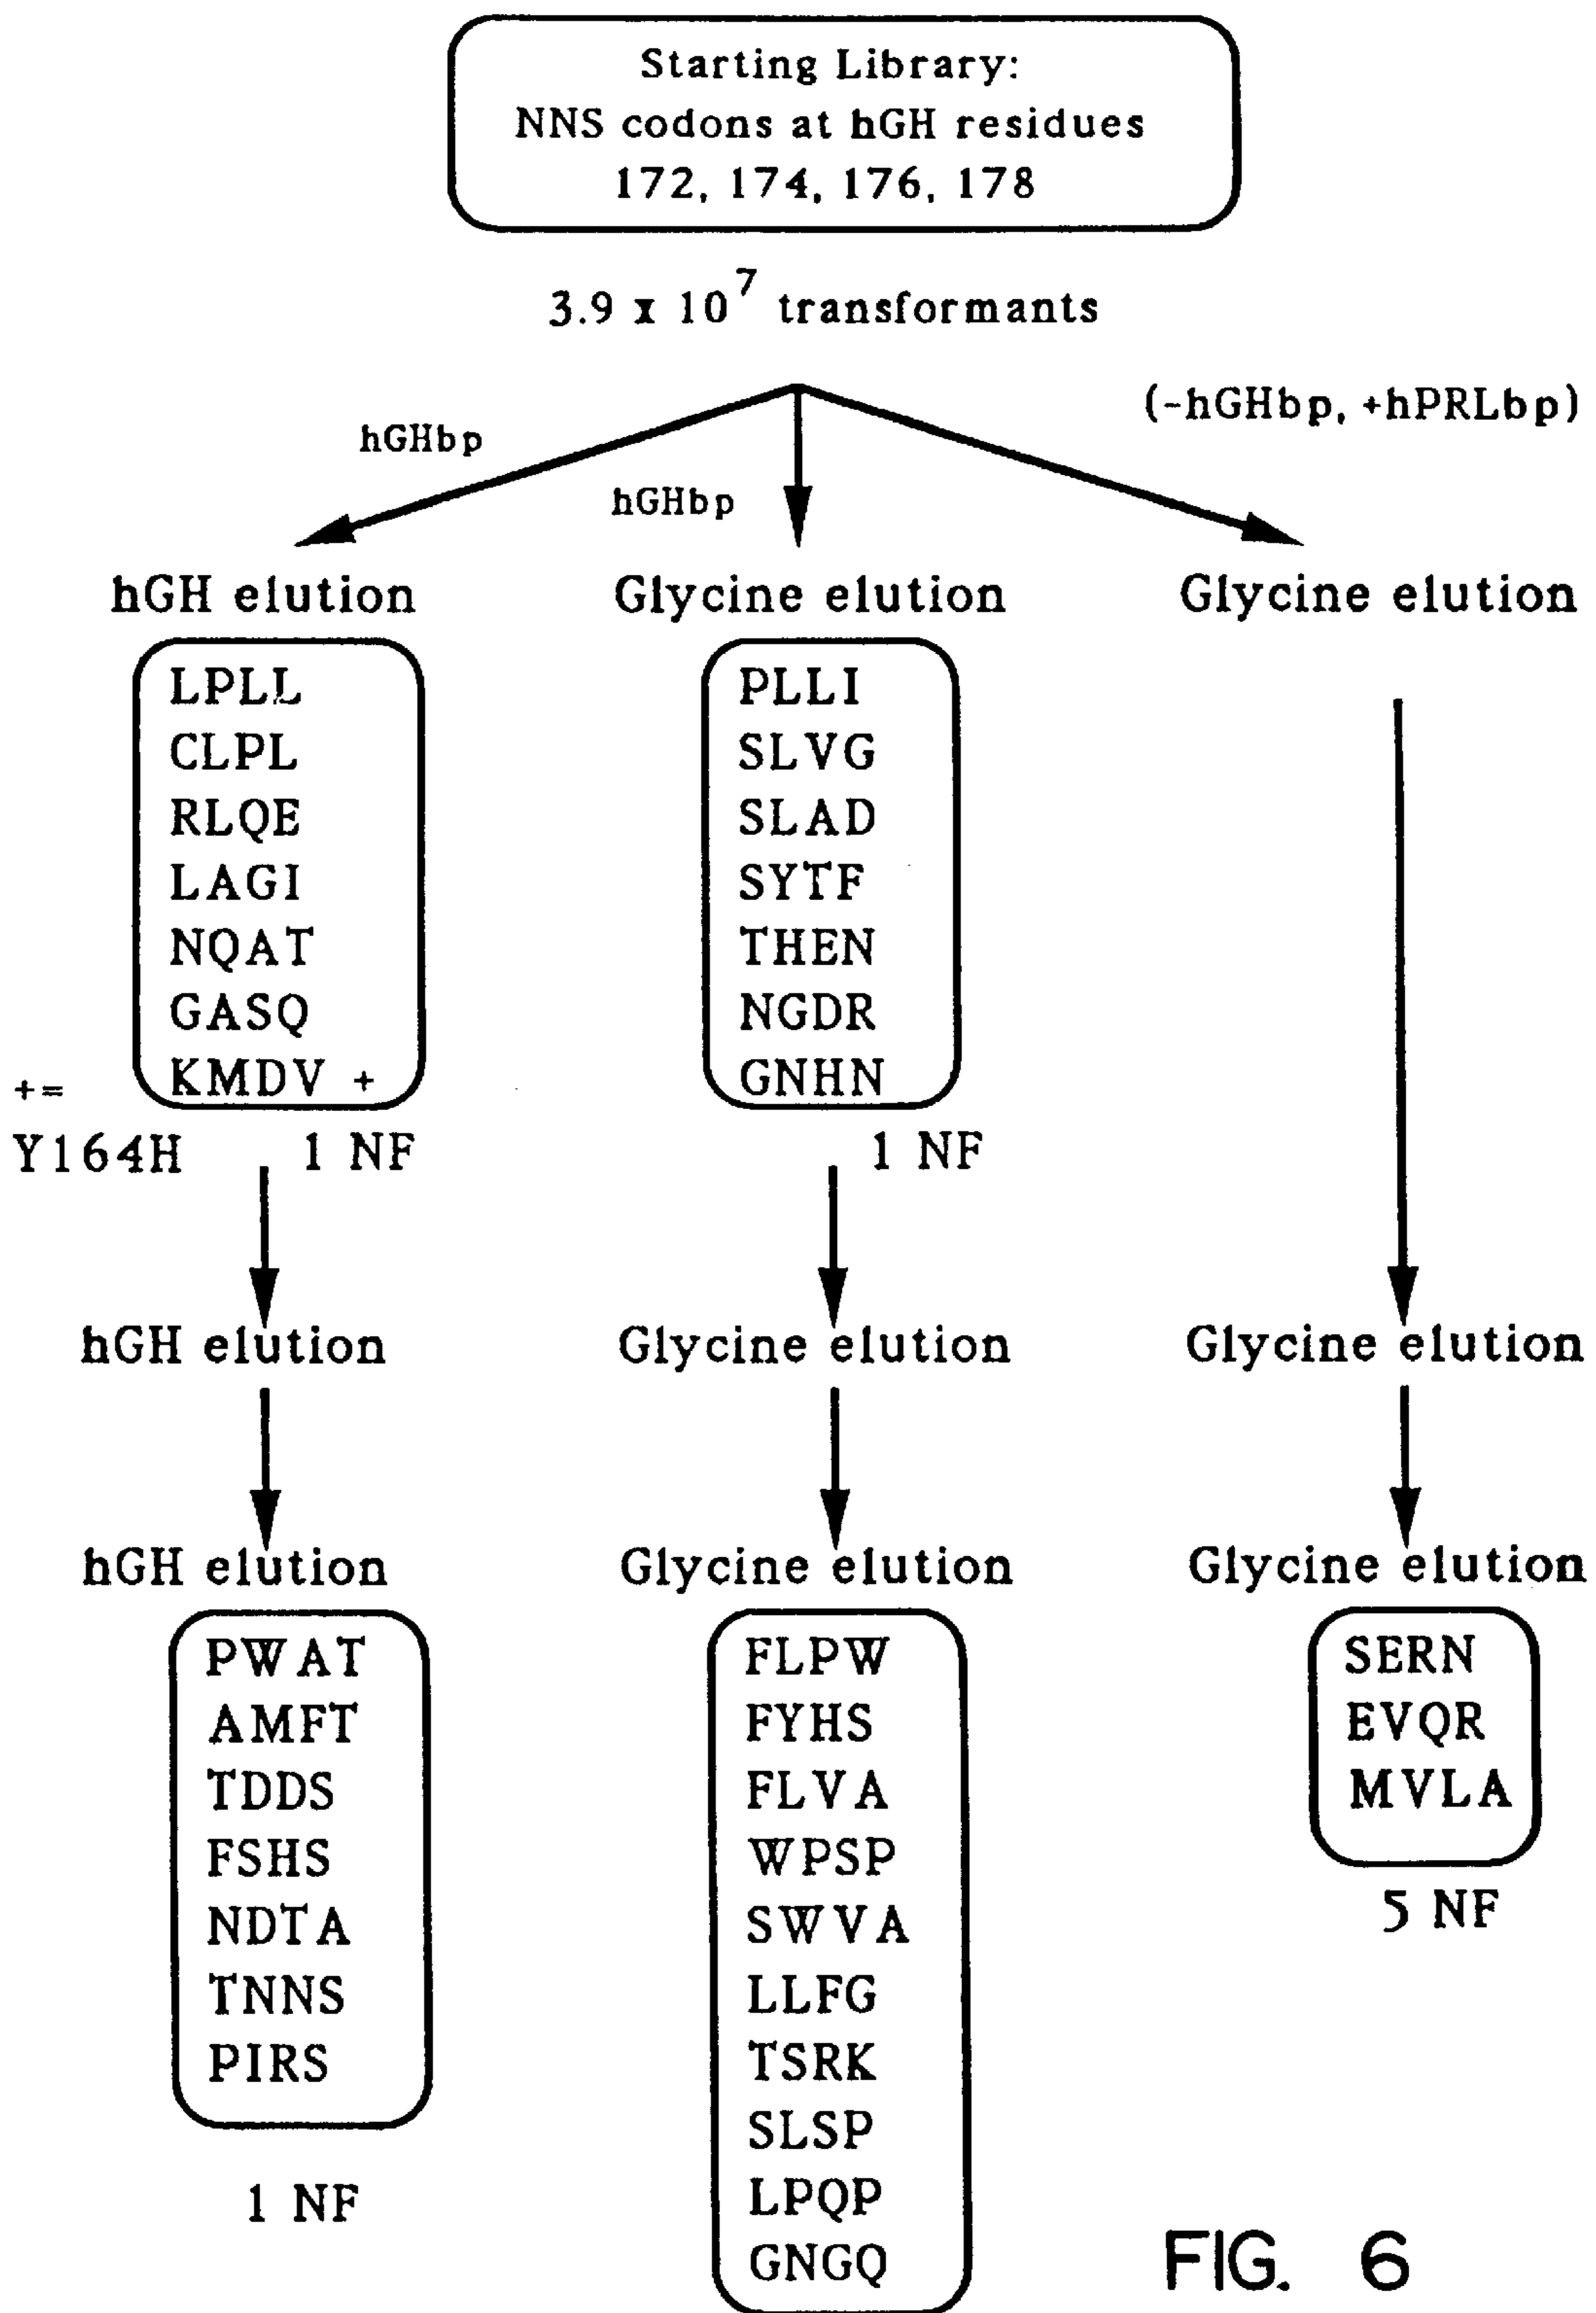 Starting Library:
NNS codons at hGH residues
172, 174, 176, 178
3.9 x 10^7 transformants
(-hGHbp, +hPRLbp)
hGHbp
hGHbp
hGH elution
Glycine elution
Glycine elution
LPLL
CLPL
RLQE
LAGI
NQAT
GASQ
KMDV +
+=
Y164H
1 NF
PLLI
SLVG
SLAD
SYTF
THEN
NGDR
GNHN
1 NF
hGH elution
Glycine elution
Glycine elution
hGH elution
Glycine elution
Glycine elution
PWAT
AMFT
TDDS
FSHS
NDTA
TNNS
PIRS
1 NF
FLPW
FYHS
FLVA
WPSP
SWVA
LLFG
TSRK
SLSP
LPQP
GNGQ
SERN
EVQR
MVLA
5 NF
FIG. 6